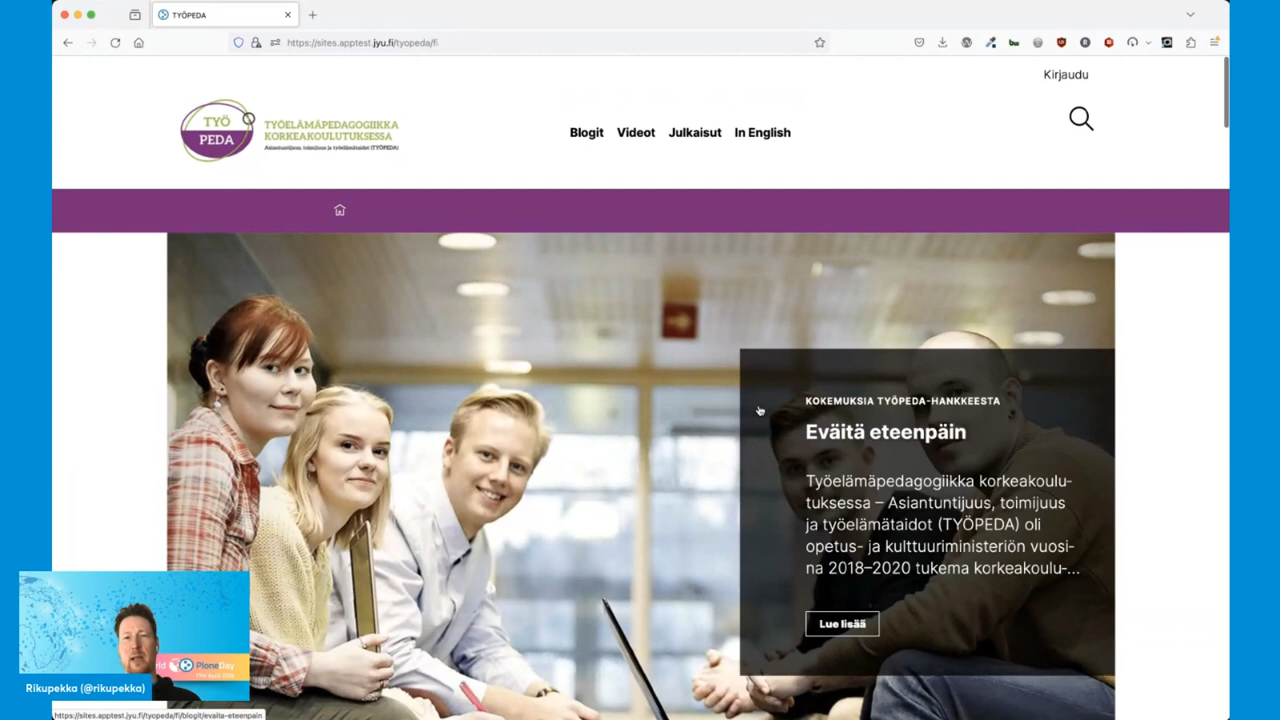 TYÖPEDA
https://sites.apptest.jyu.fi/typeda/fi
Kirjaudu
TYÖ
PEDA
TYÖELÄMÄPEDAGOGIIKKA
KORKEAKOULUTUKSESSA
Asiantuntijuus, toimijuus ja työelämätaidot (TYÖPEDA)
Blogit Videot Julkaisut In English
KOKEMUKSIA TYÖPEDA-HANKKEESTA
Eväitä eteenpäin
Työelämäpedagogiikka korkeakoulu-
tuksessa – Asiantuntijuus, toimijuus
ja työelämätaidot (TYÖPEDA) oli
opetus- ja kulttuuriministeriön vuosi-
na 2018–2020 tukema korkeakoulu-...
Lue lisää
PloneDay
Rikupekka (@rikupekka)
https://sites.apptest.jyu.fi/tyopeda/fi/blogit/evaita-eteenpain